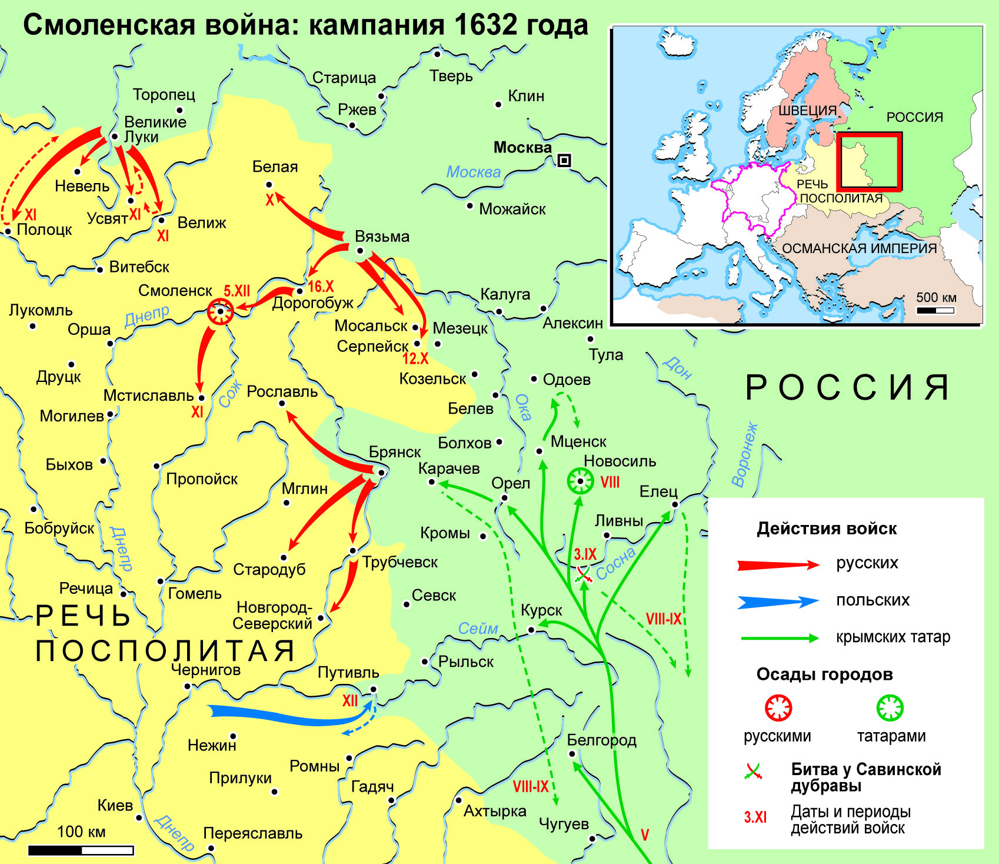 Смоленская война: кампания 1632 года
Тверь
Старица
Клин
Торопец
Ржев
Великие
Луки
Москва
Москва
Белая
X
Невель
Можайск
Усвят
XI
XI
Полоцк
Велиж
XI
Вязьма
Витебск
Смоленск
5.XII
16.X
Дорогобуж
Калуга
Лукомль
Днепр
Орша
Мосальск
Мезецк
Алексин
Серпейск
12.X
Тула
Друцк
Козельск
Одоев
Дон
Мстиславль
XI
Сож
Рославль
Белев
Ока
Могилев
Болхов
Мценск
Брянск
Новосиль
VIII
Быхов
Карачев
Воронеж
Пропойск
Мглин
Орел
Елец
Бобруйск
Кромы
Ливны
Днепр
Стародуб
Трубчевск
3.IX
Сосна
Речица
Гомель
Севск
Новгород-
Северский
Курск
VIII-IX
РЕЧЬ
ПОСПОЛИТАЯ
Сейм
Чернигов
Путивль
Рыльск
XII
Нежин
Белгород
Ромны
Прилуки
Гадяч
VIII-IX
Киев
Ахтырка
Чугуев
V
Днепр
Переяславль
100 км
РОССИЯ
ШВЕЦИЯ
РОССИЯ
РЕЧЬ
ПОСПОЛИТАЯ
ОСМАНСКАЯ ИМПЕРИЯ
500 км
Действия войск
русских
польских
крымских татар
Осады городов
русскими
татарами
Битва у Савинской
дубравы
3.XI
Даты и периоды
действий войск